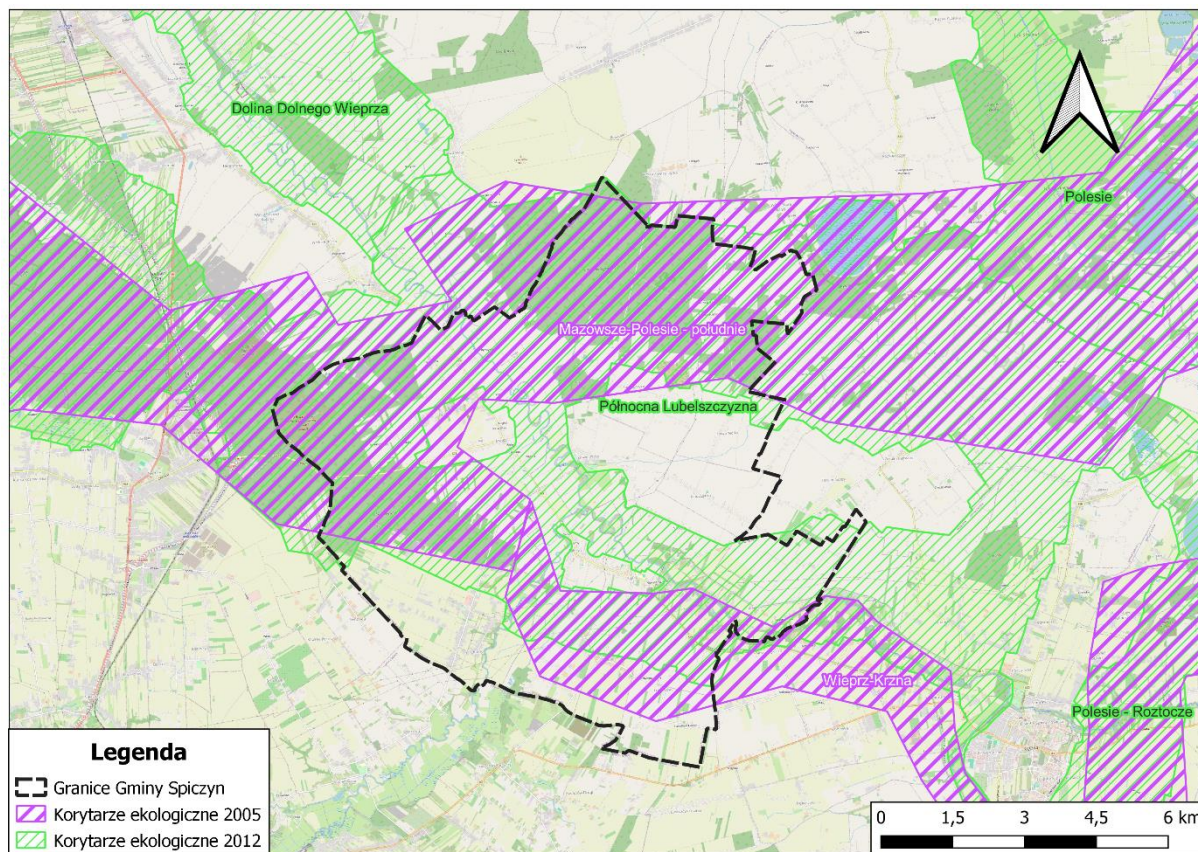 Dolina Dolnego Wieprza
Polesie
Mazowsze-Polesie - południe
Północna Lubelszczyzna
Wieprz-Krzna
Polesie - Roztocze
Legenda
Granice Gminy Spiczyn
Korytarze ekologiczne 2005
Korytarze ekologiczne 2012
0 1,5 3 4,5 6 km